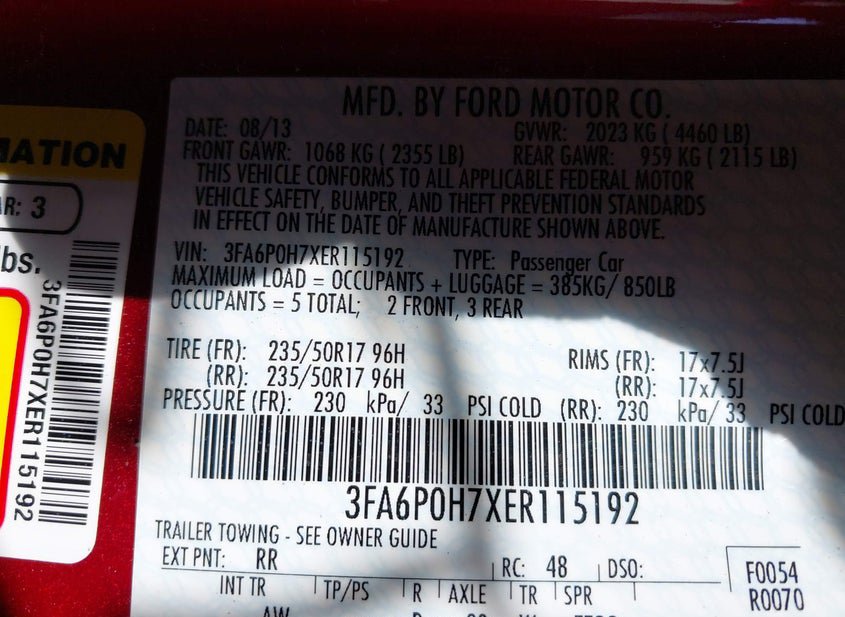 MATION
AR: 3
lbs.
3FA6P0H7XER115192
MFD. BY FORD MOTOR CO.
DATE: 08/13 GVWR: 2023 KG ( 4460 LB)
FRONT GAWR: 1068 KG ( 2355 LB) REAR GAWR: 959 KG ( 2115 LB)
THIS VEHICLE CONFORMS TO ALL APPLICABLE FEDERAL MOTOR
VEHICLE SAFETY, BUMPER, AND THEFT PREVENTION STANDARDS
IN EFFECT ON THE DATE OF MANUFACTURE SHOWN ABOVE.
VIN: 3FA6P0H7XER115192 TYPE: Passenger Car
MAXIMUM LOAD = OCCUPANTS + LUGGAGE = 385KG/ 850LB
OCCUPANTS = 5 TOTAL; 2 FRONT, 3 REAR
TIRE (FR): 235/50R17 96H RIMS (FR): 17x7.5J
(RR): 235/50R17 96H (RR): 17x7.5J
PRESSURE (FR): 230 kPa/ 33 PSI COLD (RR): 230 kPa/ 33 PSI COLD
3FA6P0H7XER115192
TRAILER TOWING - SEE OWNER GUIDE
EXT PNT: RR RC: 48 DSO: F0054
INT TR TP/PS R AXLE TR SPR R0070